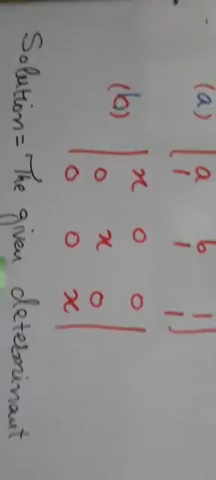 (a) | a b 1 |
1 1 1
(b) | x 0 0 |
0 x 0
0 0 x
Solution = The given determinant